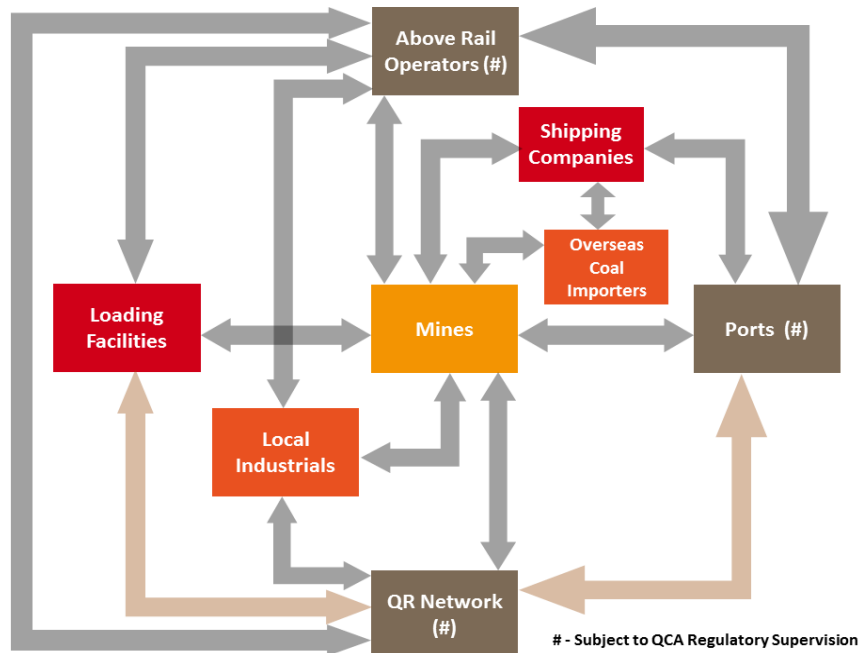 Above Rail
Operators (#)
Shipping
Companies
Overseas
Coal
Importers
Loading
Facilities
Mines
Ports (#)
Local
Industrials
QR Network
(#)
# - Subject to QCA Regulatory Supervision